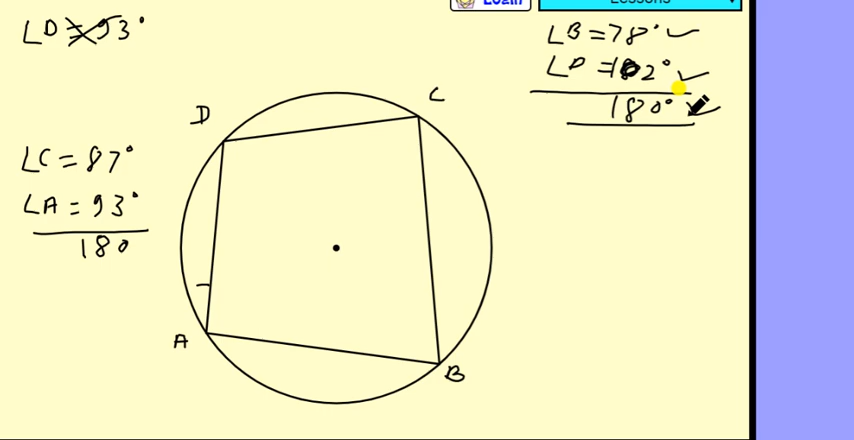 Login
Lessons
∠D = 93°
∠B = 78° ✓
∠D = 102° ✓
180° ✓
∠C = 87°
∠A = 93°
180
D
C
A
B